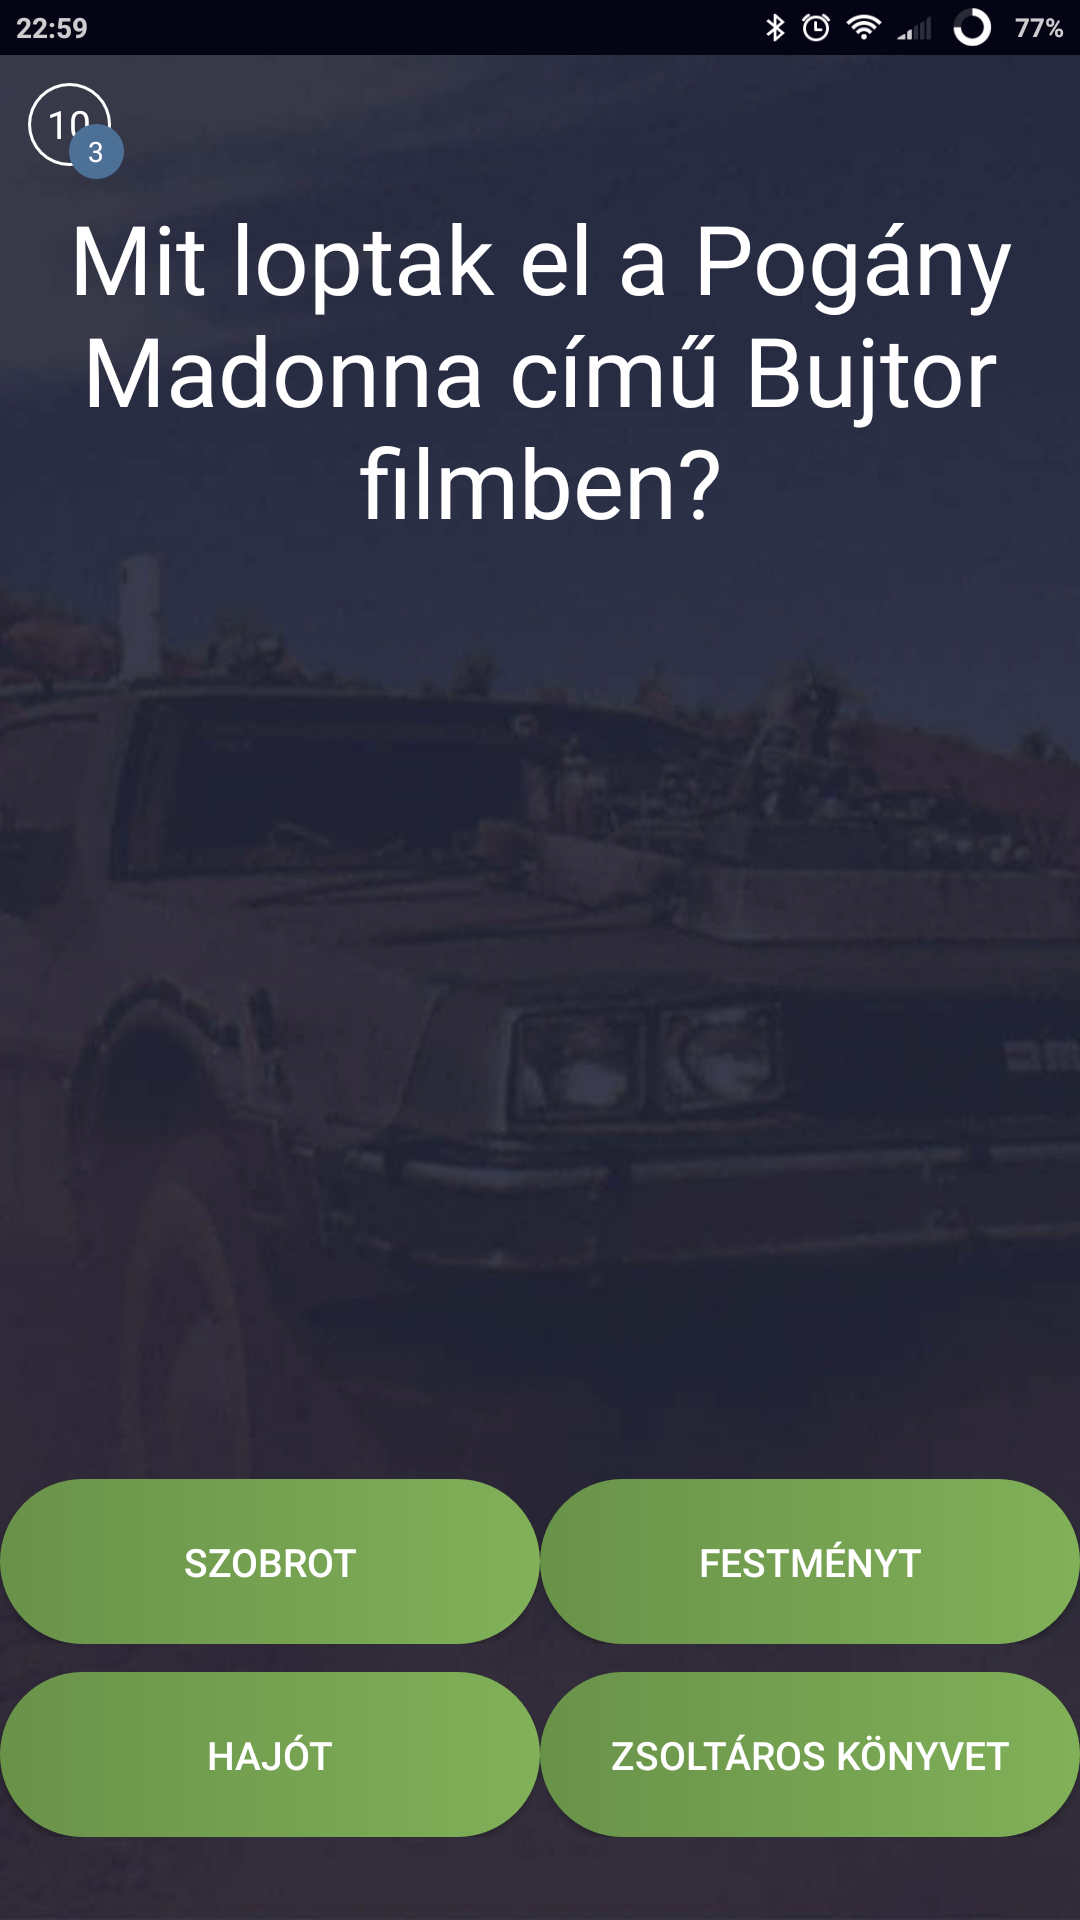 22:59
77%
10
3
Mit loptak el a Pogány
Madonna című Bujtor
filmben?
SZOBROT
FESTMÉNYT
HAJÓT
ZSOLTÁROS KÖNYVET